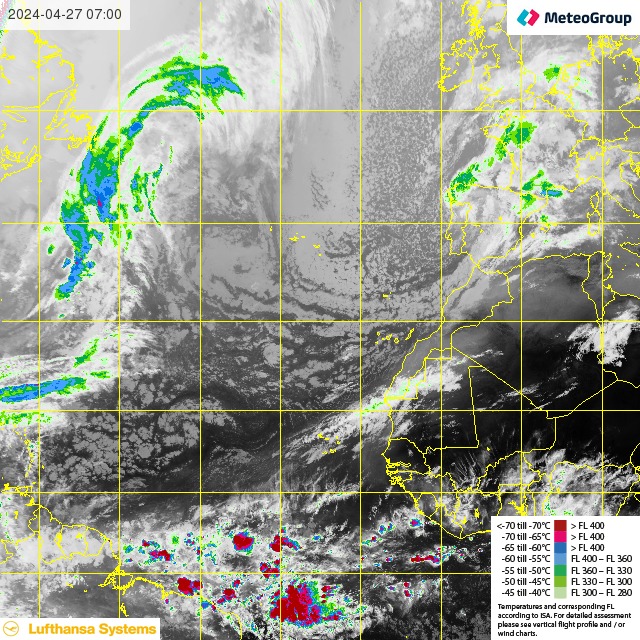 2024-04-27 07:00
MeteoGroup
<-70 till -70°C > FL 400
-70 till -65°C > FL 400
-65 till -60°C > FL 400
-60 till -55°C FL 400 – FL 360
-55 till -50°C FL 360 – FL 330
-50 till -45°C FL 330 – FL 300
-45 till -40°C FL 300 – FL 280
Temperatures and corresponding FL
according to ISA. For detailed assessment
please see vertical flight profile and / or
wind charts.
Lufthansa Systems